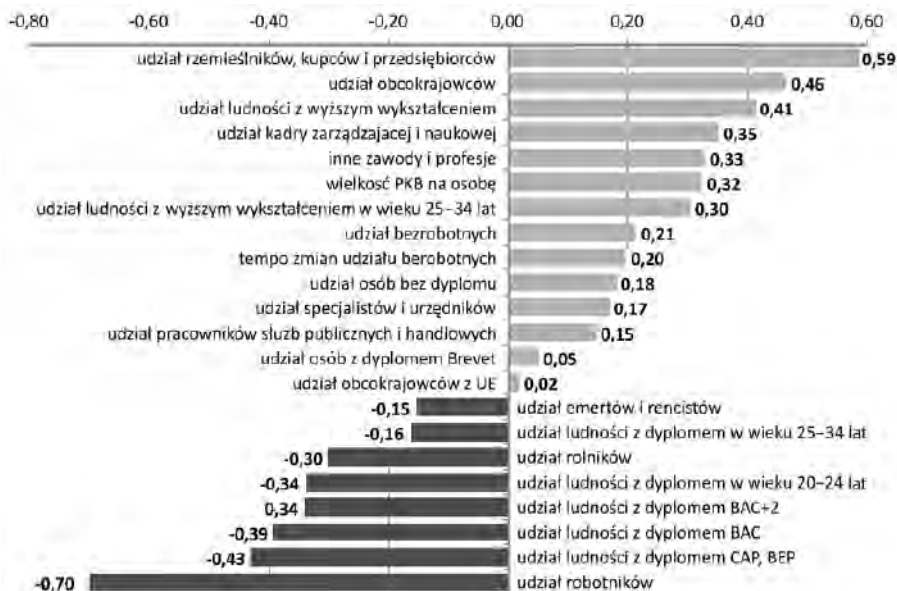 -0,80 -0,60 -0,40 -0,20 0,00 0,20 0,40 0,60
udział rzemieślników, kupców i przedsiębiorców 0,59
udział obcokrajowców 0,46
udział ludności z wyższym wykształceniem 0,41
udział kadry zarządzajacej i naukowej 0,35
inne zawody i profesje 0,33
wielkość PKB na osobę 0,32
udział ludności z wyższym wykształceniem w wieku 25–34 lat 0,30
udział bezrobotnych 0,21
tempo zmian udziału berobotnych 0,20
udział osób bez dyplomu 0,18
udział specjalistów i urzędników 0,17
udział pracowników służb publicznych i handlowych 0,15
udział osób z dyplomem Brevet 0,05
udział obcokrajowców z UE 0,02
-0,15 udział emertów i rencistów
-0,16 udział ludności z dyplomem w wieku 25–34 lat
-0,30 udział rolników
-0,34 udział ludności z dyplomem w wieku 20–24 lat
0,34 udział ludności z dyplomem BAC+2
-0,39 udział ludności z dyplomem BAC
-0,43 udział ludności z dyplomem CAP, BEP
-0,70 udział robotników